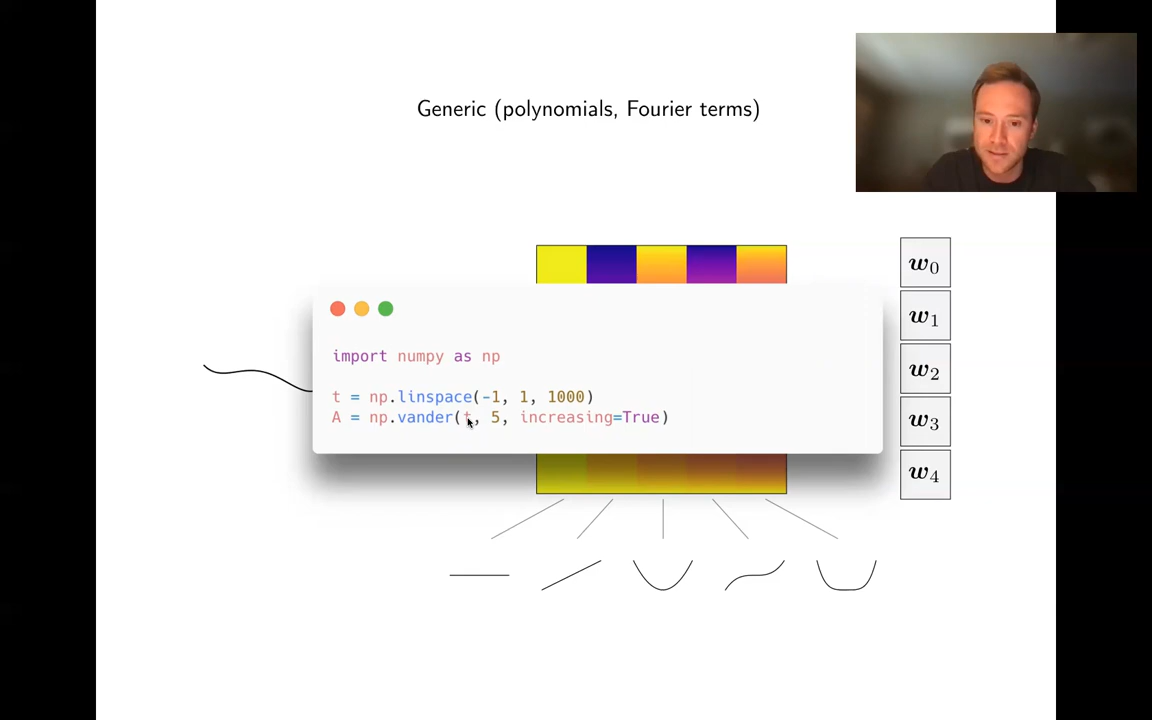 Generic (polynomials, Fourier terms)
import numpy as np
t = np.linspace(-1, 1, 1000)
A = np.vander(t, 5, increasing=True)
w0
w1
w2
w3
w4